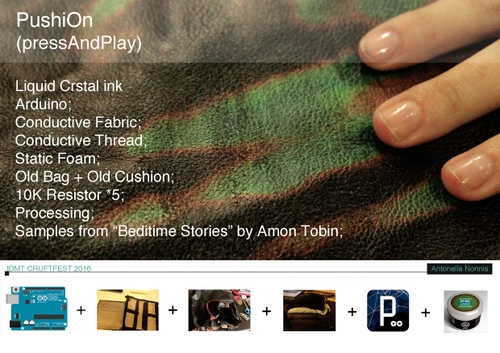 PushiOn
(pressAndPlay)
Liquid Crstal ink
Arduino;
Conductive Fabric;
Conductive Thread;
Static Foam;
Old Bag + Old Cushion;
10K Resistor *5;
Processing;
Samples from “Beditime Stories” by Amon Tobin;
IDMT CRUFTFEST 2016
Antonella Nonnis
+ + + + +
P